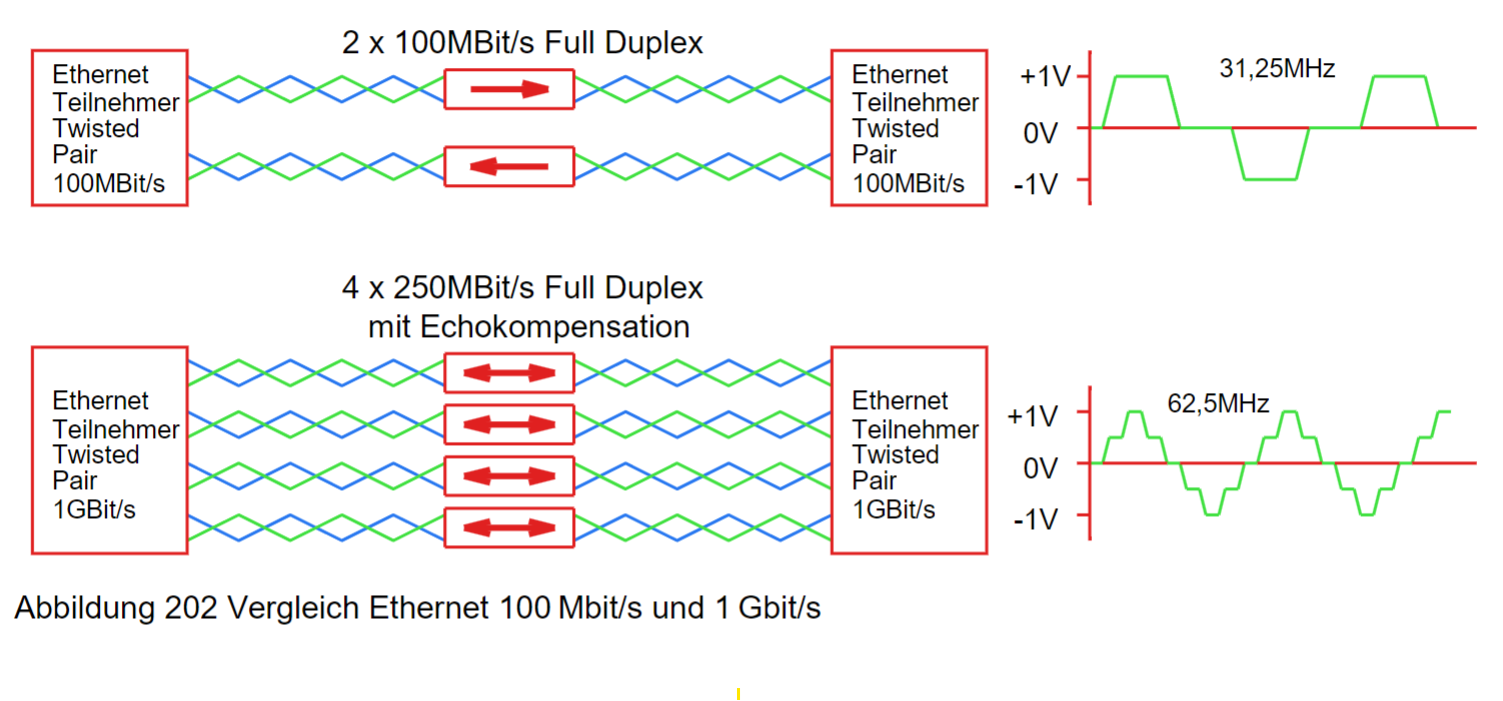 2 x 100MBit/s Full Duplex
Ethernet
Teilnehmer
Twisted
Pair
100MBit/s
Ethernet
Teilnehmer
Twisted
Pair
100MBit/s
+1V
0V
-1V
31,25MHz
4 x 250MBit/s Full Duplex
mit Echokompensation
Ethernet
Teilnehmer
Twisted
Pair
1GBit/s
Ethernet
Teilnehmer
Twisted
Pair
1GBit/s
+1V
0V
-1V
62,5MHz
Abbildung 202 Vergleich Ethernet 100 Mbit/s und 1 Gbit/s